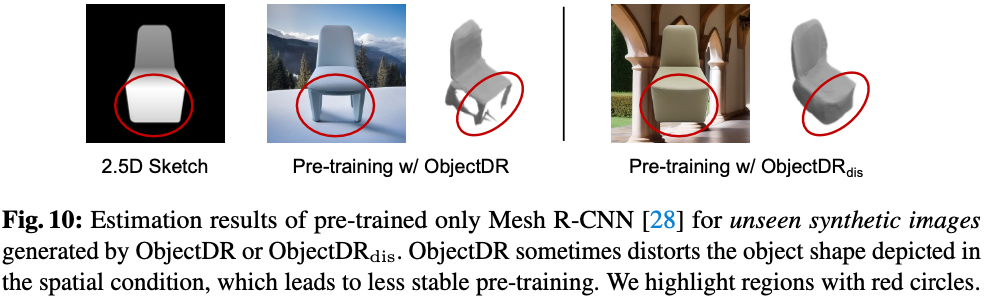 2.5D Sketch
Pre-training w/ ObjectDR
Pre-training w/ ObjectDRdis
Fig. 10: Estimation results of pre-trained only Mesh R-CNN [28] for unseen synthetic images
generated by ObjectDR or ObjectDRdis. ObjectDR sometimes distorts the object shape depicted in
the spatial condition, which leads to less stable pre-training. We highlight regions with red circles.